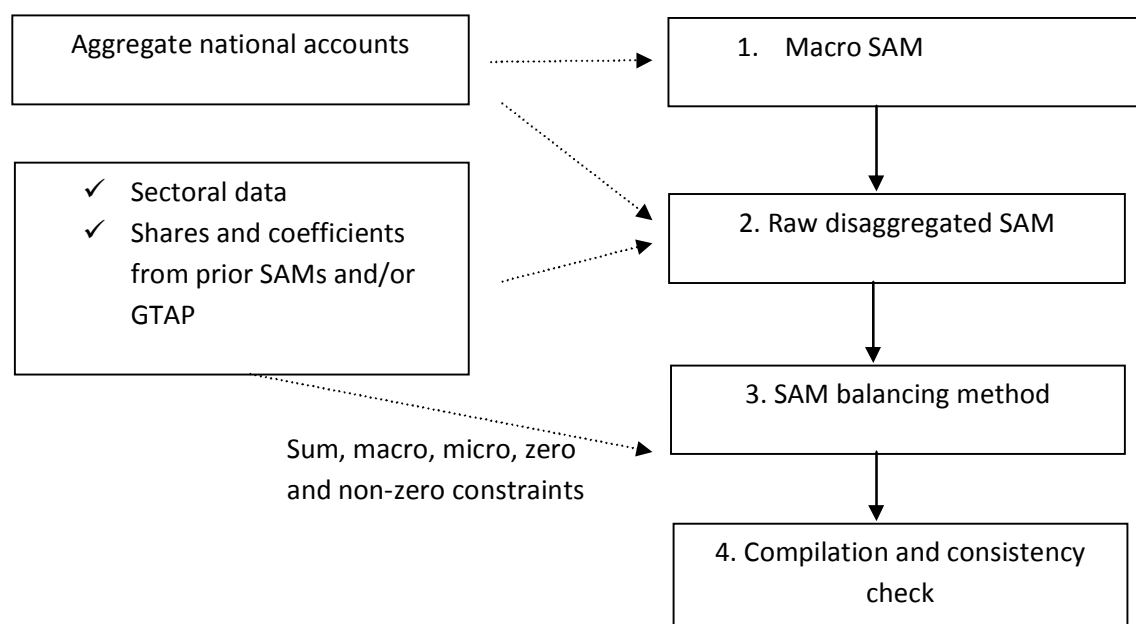 Aggregate national accounts
1. Macro SAM
✓ Sectoral data
✓ Shares and coefficients
from prior SAMs and/or
GTAP
2. Raw disaggregated SAM
3. SAM balancing method
Sum, macro, micro, zero
and non-zero constraints
4. Compilation and consistency
check